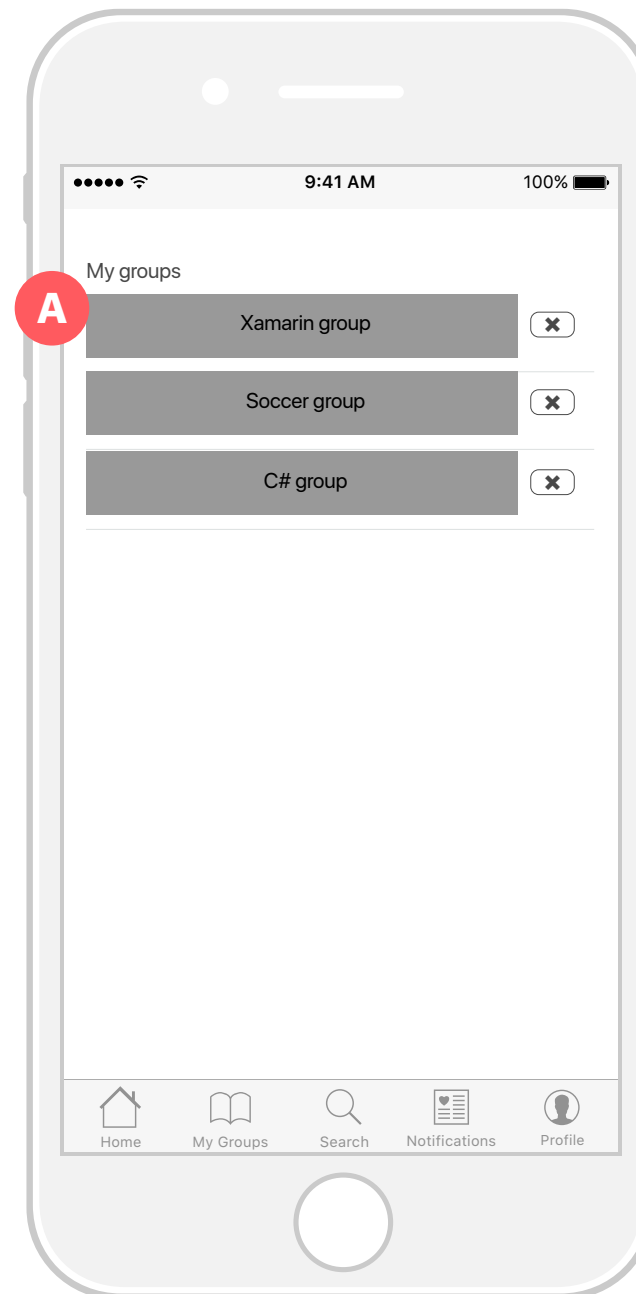 9:41 AM 100%
My groups
A
Xamarin group
Soccer group
C# group
Home My Groups Search Notifications Profile